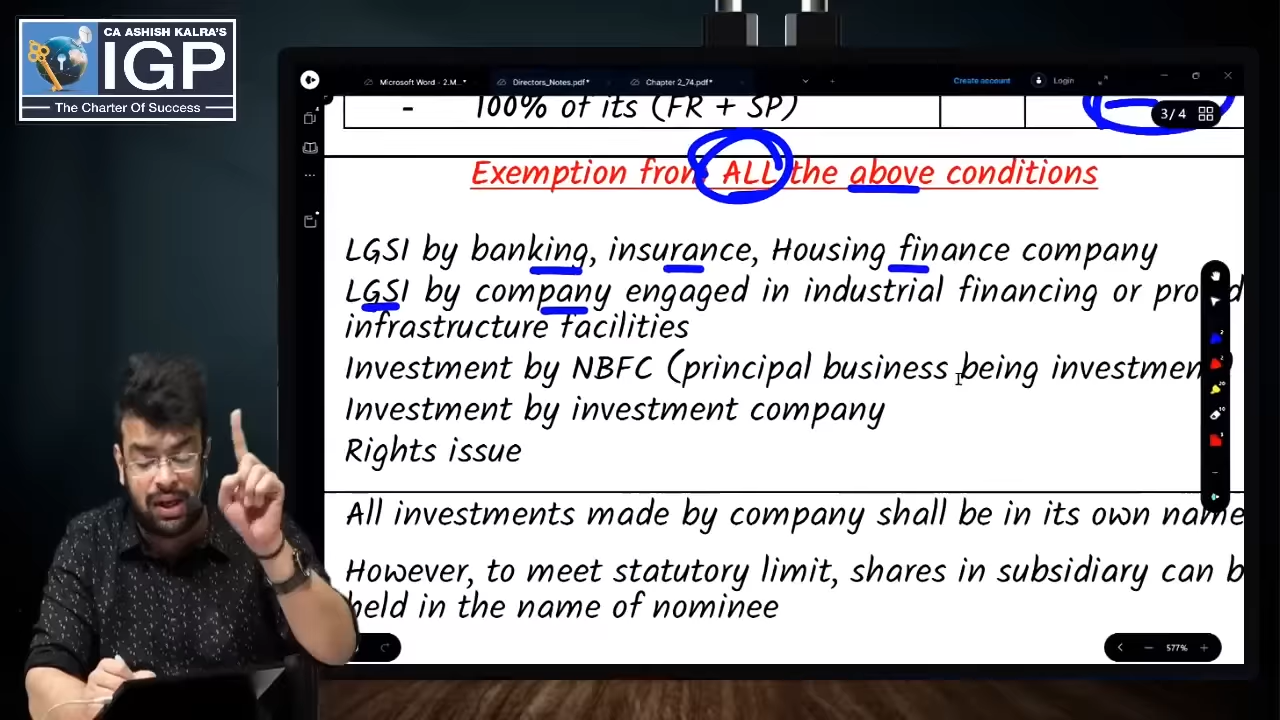 CA ASHISH KALRA'S
IGP
The Charter Of Success
Microsoft Word - 2.M..*
Directors_Notes.pdf*
Chapter 2_74.pdf*
Create account
Login
3/4
- 100% of its (FR + SP)
Exemption from ALL the above conditions
LGSI by banking, insurance, Housing finance company
LGSI by company engaged in industrial financing or
infrastructure facilities
Investment by NBFC (principal business being investment)
Investment by investment company
Rights issue
All investments made by company shall be in its own name
However, to meet statutory limit, shares in subsidiary can b
held in the name of nominee
577%